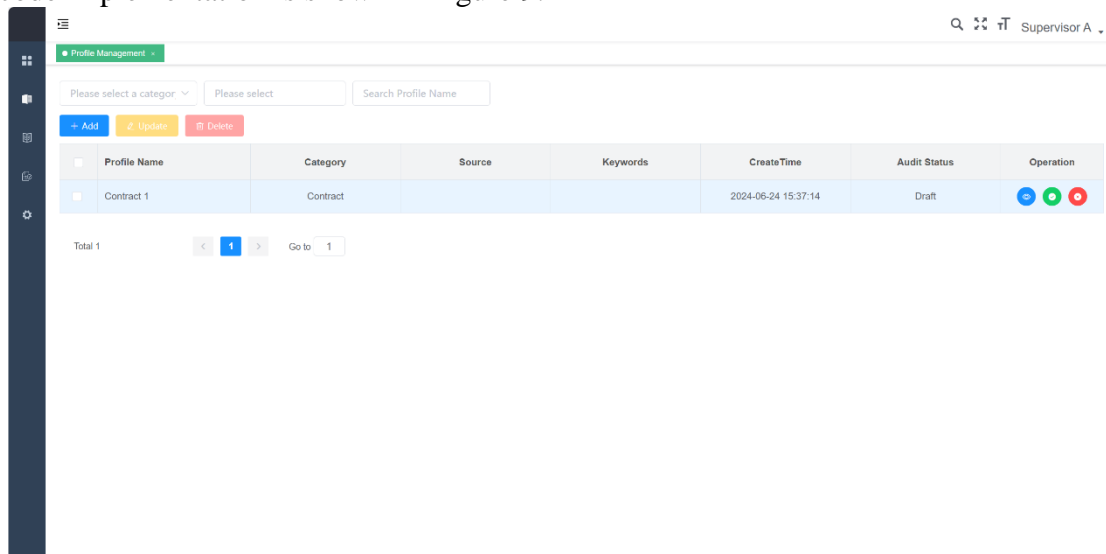 Supervisor A
Profile Management ×
Please select a categor Please select Search Profile Name
+ Add Update Delete
Profile Name Category Source Keywords CreateTime Audit Status Operation
Contract 1 Contract 2024-06-24 15:37:14 Draft
Total 1 < 1 > Go to 1